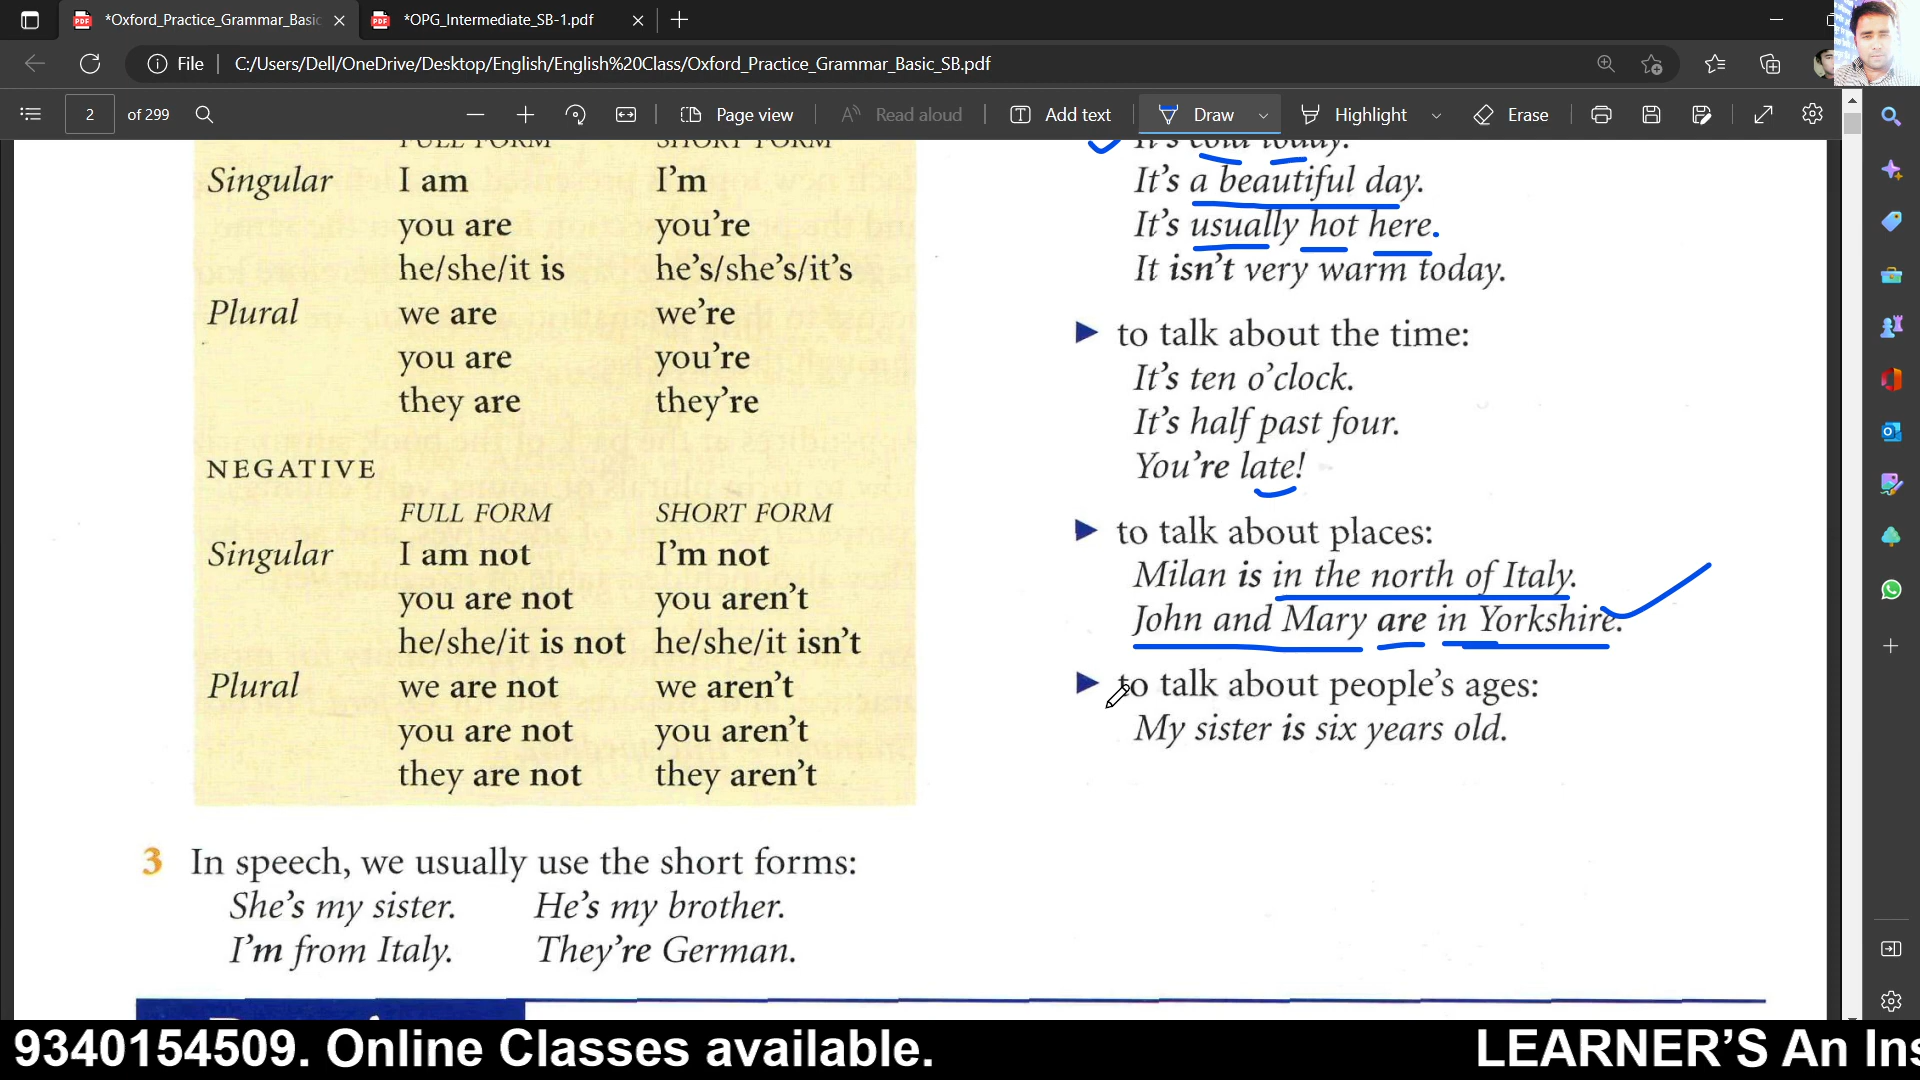 *Oxford_Practice_Grammar_Basic
*OPG_Intermediate_SB-1.pdf
File
C:/Users/Dell/OneDrive/Desktop/English/English%20Class/Oxford_Practice_Grammar_Basic_SB.pdf
2 of 299
Page view
Read aloud
Add text
Draw
Highlight
Erase
FULL FORM SHORT FORM
Singular I am I'm
you are you're
he/she/it is he's/she's/it's
Plural we are we're
you are you're
they are they're
NEGATIVE
FULL FORM SHORT FORM
Singular I am not I'm not
you are not you aren't
he/she/it is not he/she/it isn't
Plural we are not we aren't
you are not you aren't
they are not they aren't
3 In speech, we usually use the short forms:
She's my sister. He's my brother.
I'm from Italy. They're German.
It's cold today.
It's a beautiful day.
It's usually hot here.
It isn't very warm today.
► to talk about the time:
It's ten o'clock.
It's half past four.
You're late!
► to talk about places:
Milan is in the north of Italy.
John and Mary are in Yorkshire.
► to talk about people's ages:
My sister is six years old.
9340154509. Online Classes available. LEARNER'S An Ins